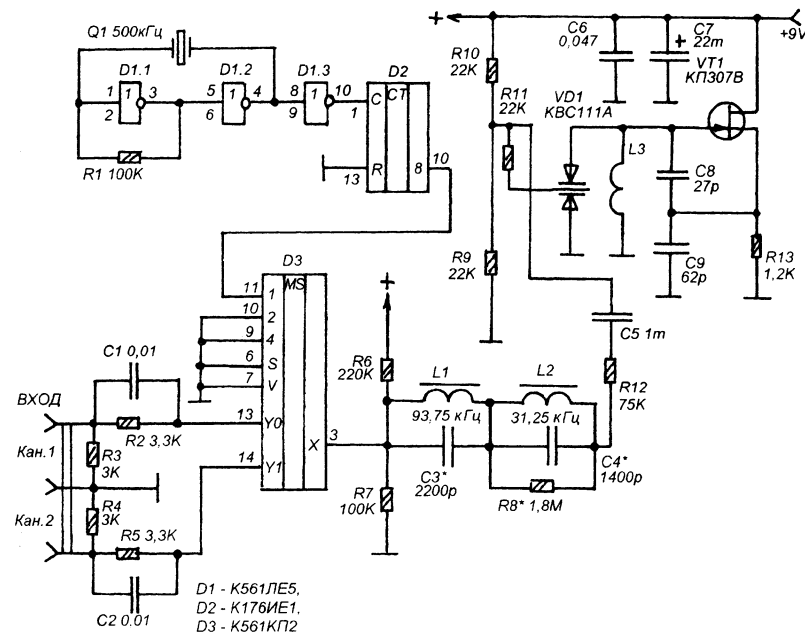 Q1 500кГц
D1.1
D1.2
D1.3
D2
1
2
1
3
5
6
1
4
8
9
1
10
1
C
CT
R
13
8
10
R1 100K
R10
22K
R11
22K
R9
22K
C6
0,047
C7
22m
+9V
VT1
КП307В
VD1
КВС111А
L3
C8
27p
C9
62p
R13
1,2K
C5 1m
R12
75K
D3
MS
11
10
9
6
7
13
14
1
2
4
S
V
Y0
Y1
X
3
C1 0,01
ВХОД
R2 3,3K
Кан.1
R3
3K
R4
3K
Кан.2
R5 3,3K
C2 0,01
R6
220K
R7
100K
L1
93,75 кГц
C3*
2200p
L2
31,25 кГц
C4*
1400p
R8* 1,8M
D1 - К561ЛЕ5,
D2 - К176ИЕ1,
D3 - К561КП2